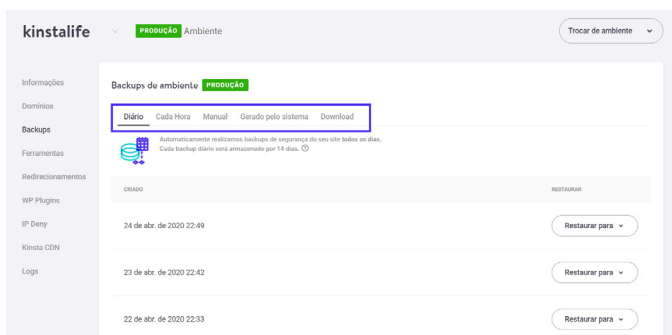 kinstalife
PRODUÇÃO Ambiente
Trocar de ambiente
Informações
Domínios
Backups
Ferramentas
Redirecionamentos
WP Plugins
IP Deny
Kinsta CDN
Logs
Backups de ambiente PRODUÇÃO
Diário Cada Hora Manual Gerado pelo sistema Download
Automaticamente realizamos backups de segurança do seu site todos os dias.
Cada backup diário será armazenado por 14 dias.
CRIADO RESTAURAR
24 de abr. de 2020 22:49 Restaurar para
23 de abr. de 2020 22:42 Restaurar para
22 de abr. de 2020 22:33 Restaurar para